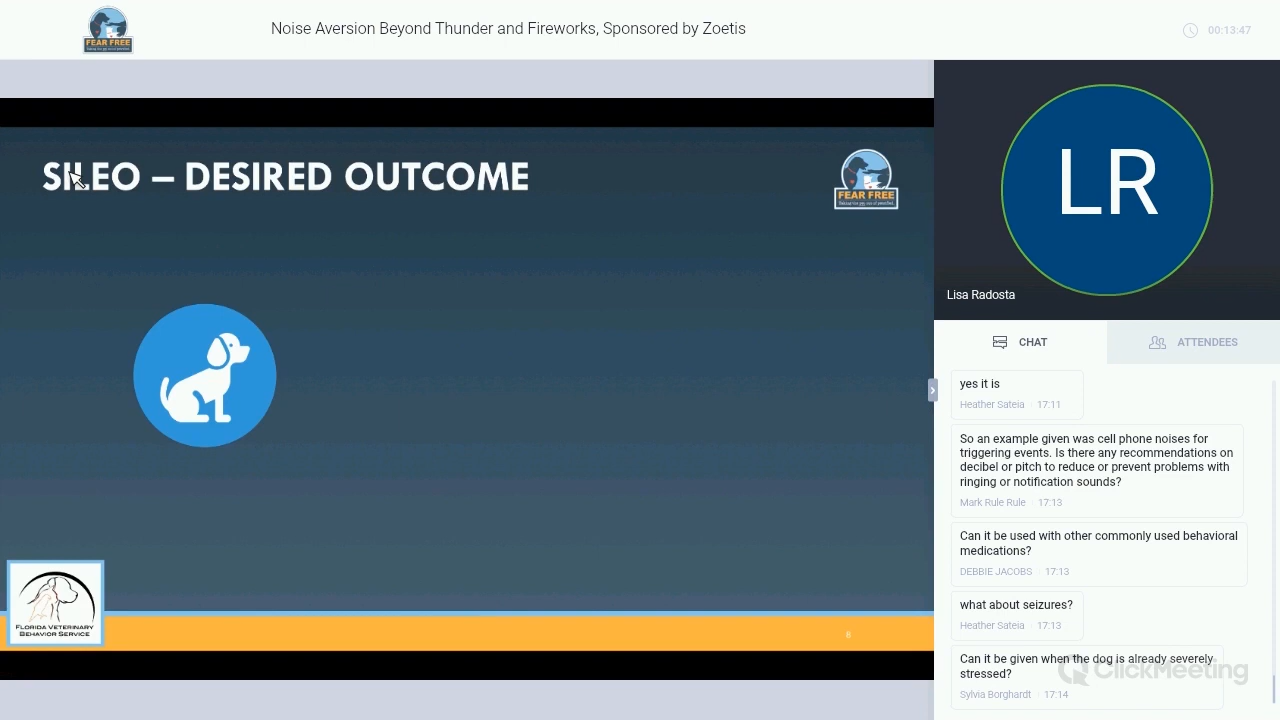 Noise Aversion Beyond Thunder and Fireworks, Sponsored by Zoetis
00:13:47
FEAR FREE
SILEO – DESIRED OUTCOME
FEAR FREE
FLORIDA VETERINARY
BEHAVIOR SERVICE
8
LR
Lisa Radosta
CHAT
ATTENDEES
yes it is
Heather Sateia 17:11
So an example given was cell phone noises for
triggering events. Is there any recommendations on
decibel or pitch to reduce or prevent problems with
ringing or notification sounds?
Mark Rule Rule 17:13
Can it be used with other commonly used behavioral
medications?
DEBBIE JACOBS 17:13
what about seizures?
Heather Sateia 17:13
Can it be given when the dog is already severely
stressed?
Sylvia Borghardt 17:14
ClickMeeting